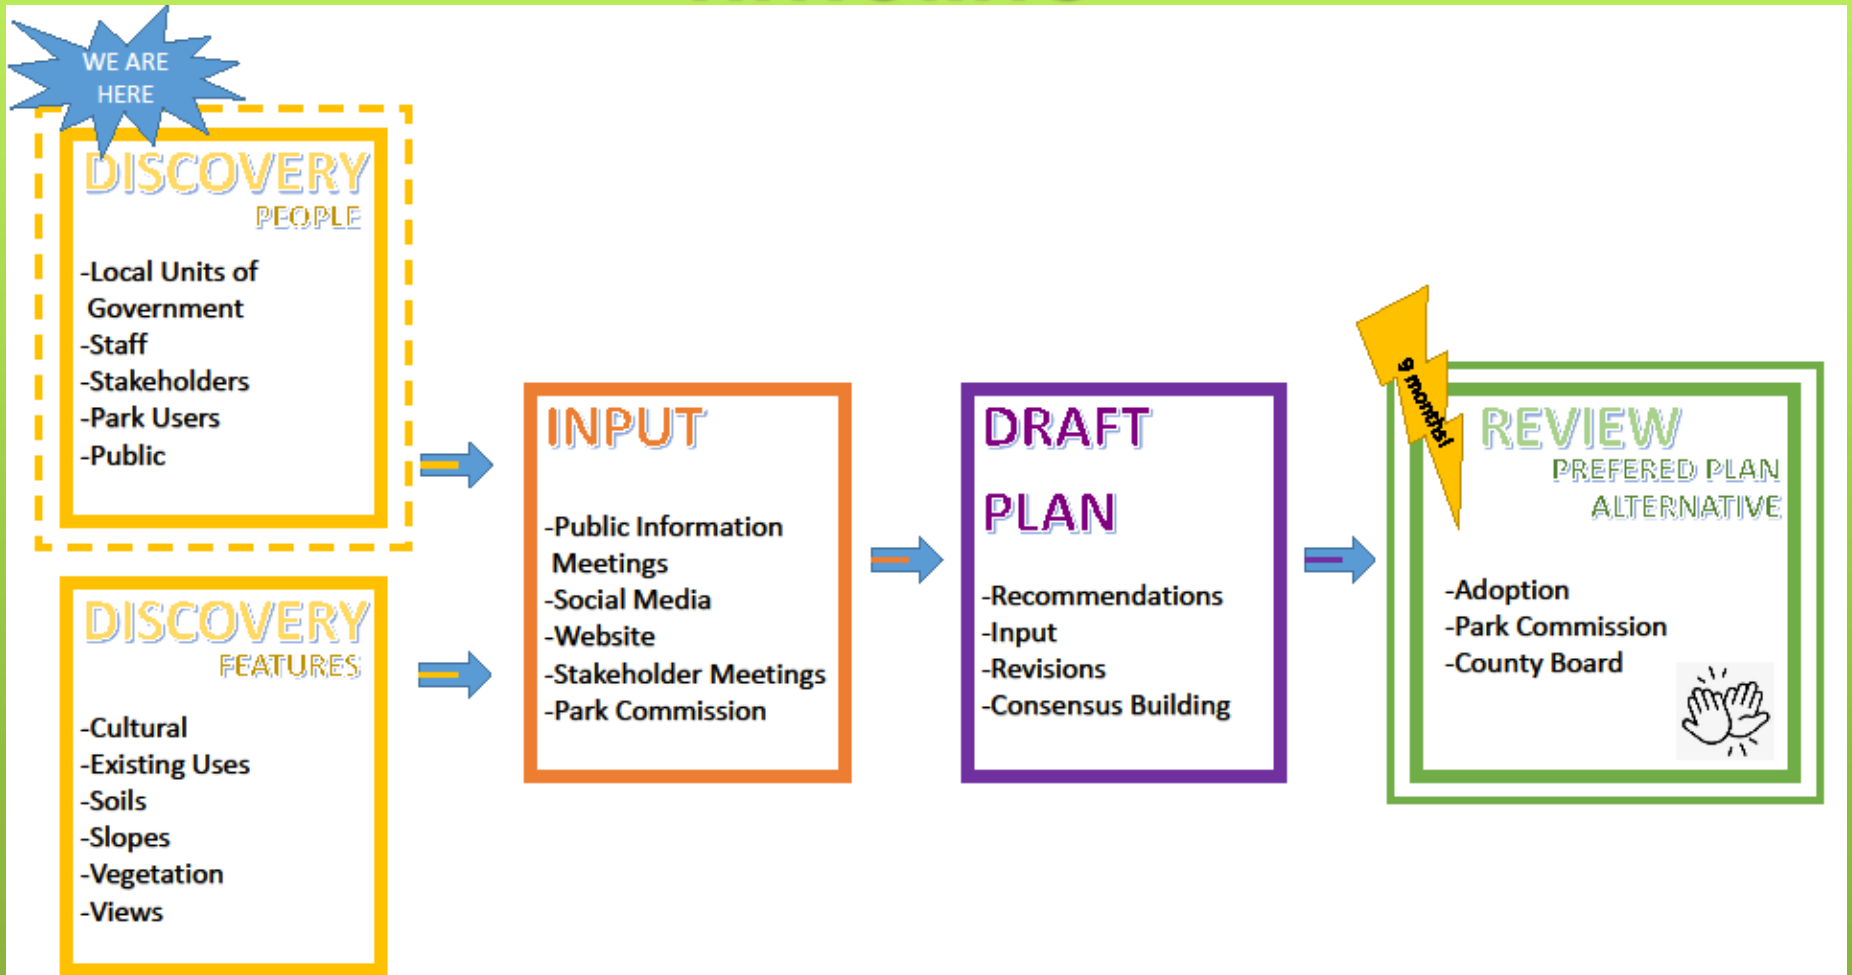 WE ARE
HERE
DISCOVERY
PEOPLE
-Local Units of
Government
-Staff
-Stakeholders
-Park Users
-Public
DISCOVERY
FEATURES
-Cultural
-Existing Uses
-Soils
-Slopes
-Vegetation
-Views
INPUT
-Public Information
Meetings
-Social Media
-Website
-Stakeholder Meetings
-Park Commission
DRAFT
PLAN
-Recommendations
-Input
-Revisions
-Consensus Building
9 months!
REVIEW
PREFERED PLAN
ALTERNATIVE
-Adoption
-Park Commission
-County Board